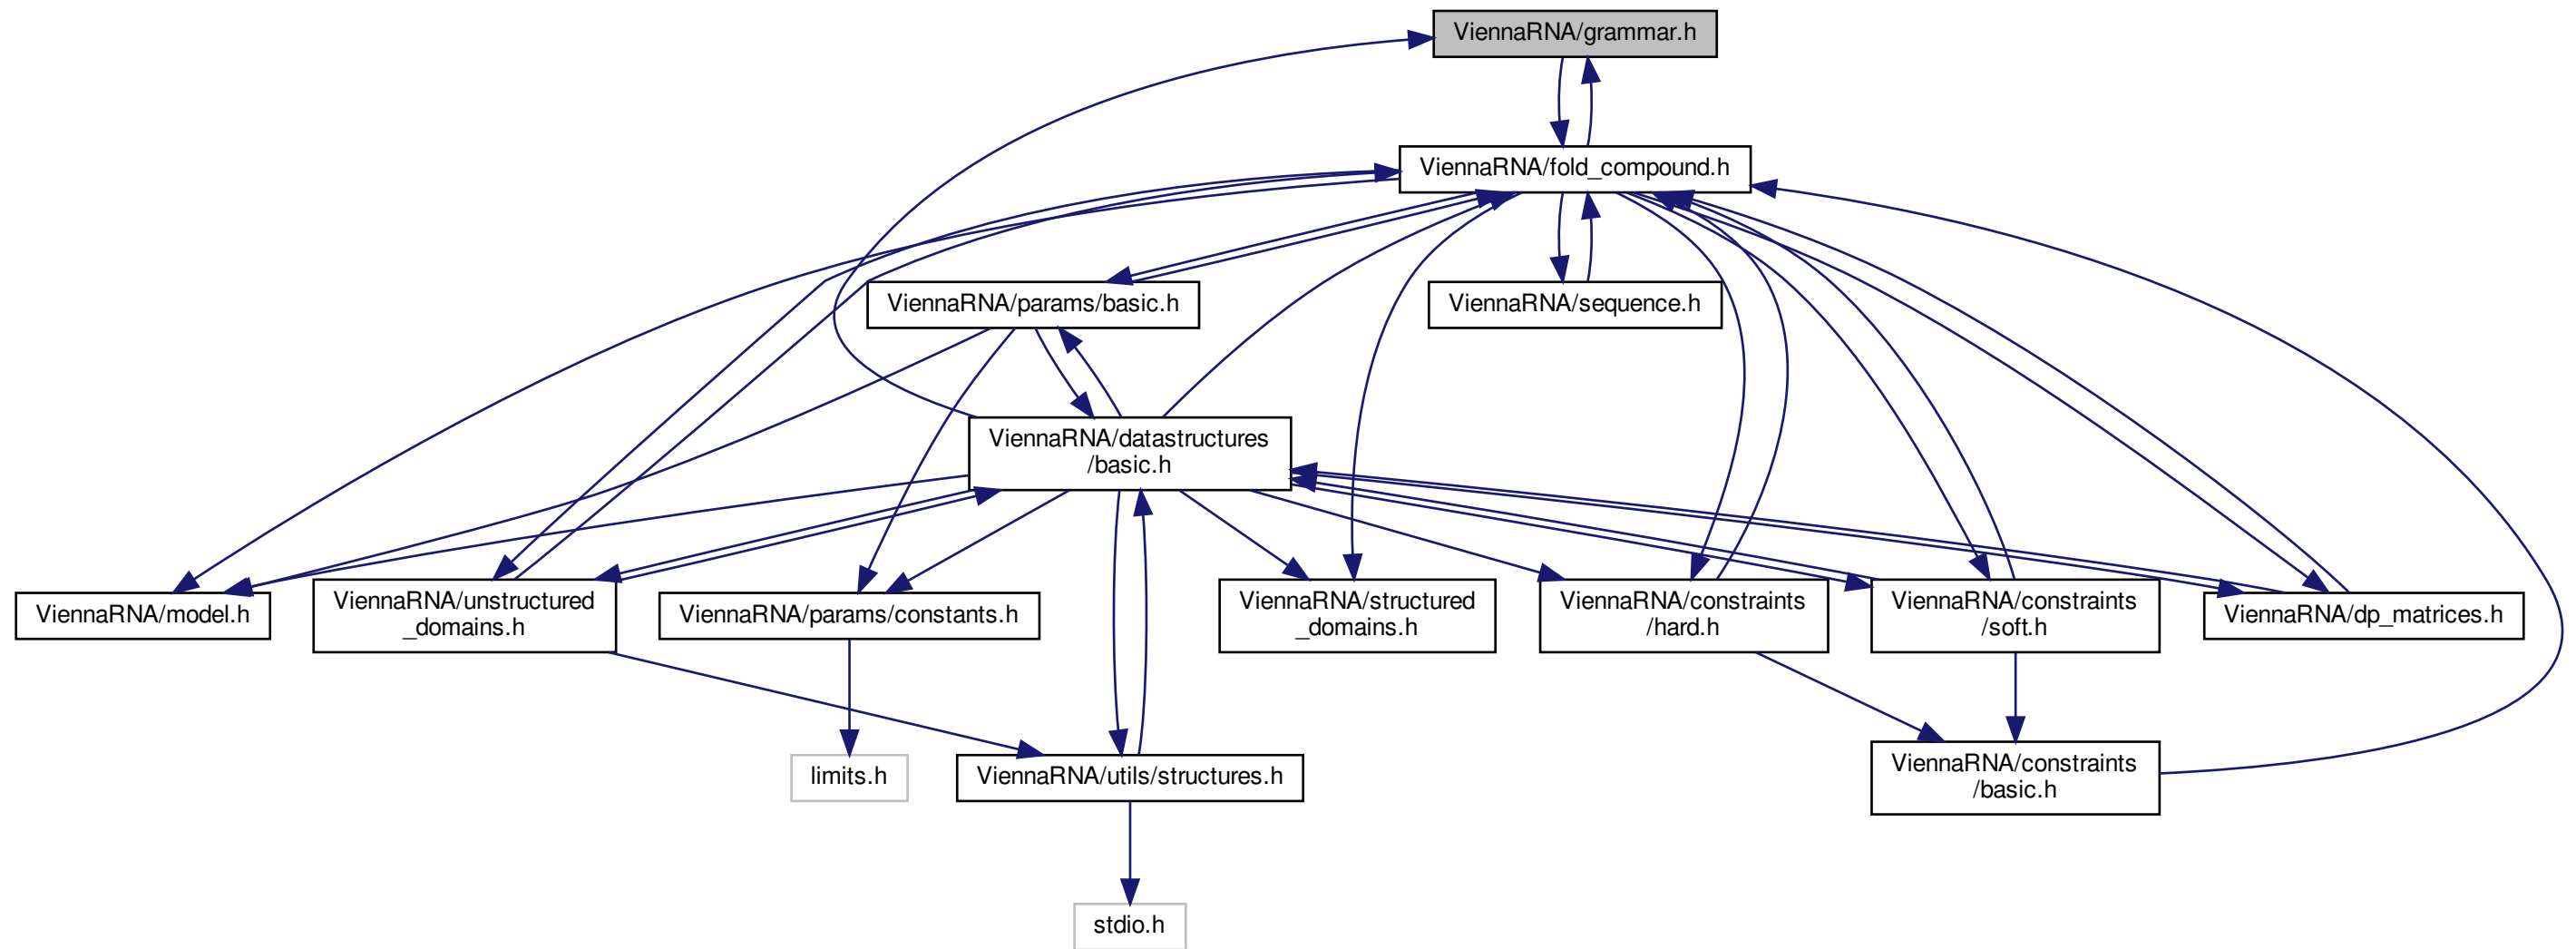 ViennaRNA/grammar.h
ViennaRNA/fold_compound.h
ViennaRNA/params/basic.h
ViennaRNA/sequence.h
ViennaRNA/datastructures
/basic.h
ViennaRNA/model.h
ViennaRNA/unstructured
_domains.h
ViennaRNA/params/constants.h
ViennaRNA/structured
_domains.h
ViennaRNA/constraints
/hard.h
ViennaRNA/constraints
/soft.h
ViennaRNA/dp_matrices.h
limits.h
ViennaRNA/utils/structures.h
ViennaRNA/constraints
/basic.h
stdio.h